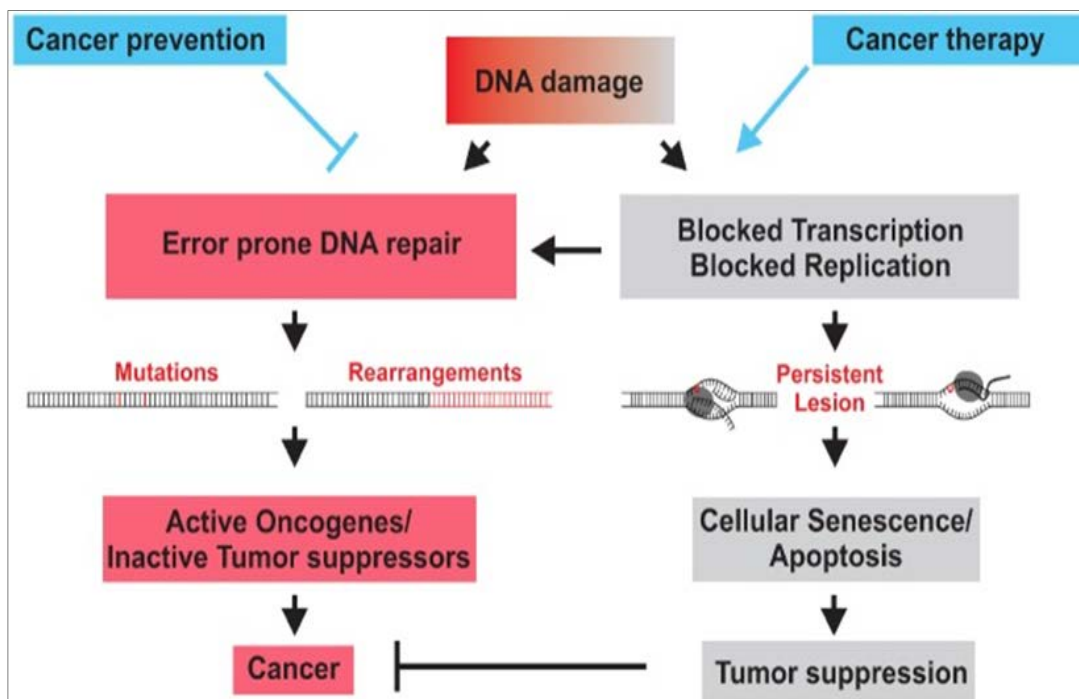 Cancer prevention
DNA damage
Cancer therapy
Error prone DNA repair
Blocked Transcription
Blocked Replication
Mutations
Rearrangements
Persistent
Lesion
Active Oncogenes/
Inactive Tumor suppressors
Cellular Senescence/
Apoptosis
Cancer
Tumor suppression